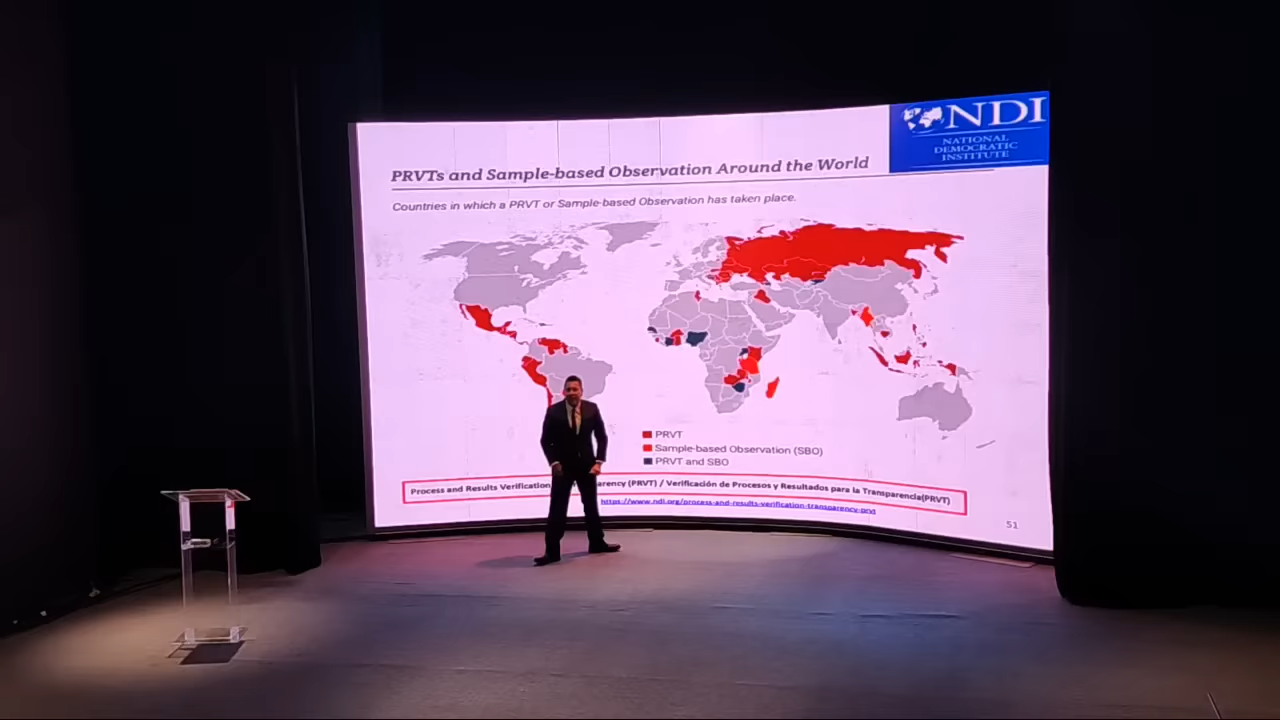 NDI
NATIONAL
DEMOCRATIC
INSTITUTE
PRVTs and Sample-based Observation Around the World
Countries in which a PRVT or Sample-based Observation has taken place.
PRVT
Sample-based Observation (SBO)
PRVT and SBO
Process and Results Verification arency (PRVT) / Verificación de Procesos y Resultados para la Transparencia(PRVT)
https://www.ndi.org/process-and-results-verification-transparency-prvt
51